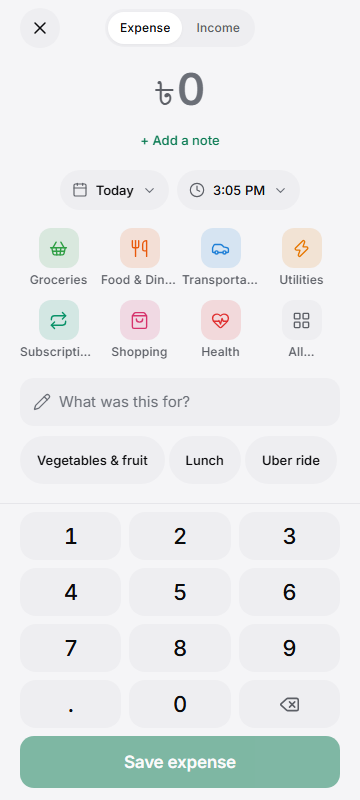 Expense Income
৳0
+ Add a note
Today 3:05 PM
Groceries Food & Din... Transporta... Utilities
Subscripti... Shopping Health All...
What was this for?
Vegetables & fruit Lunch Uber ride
1 2 3
4 5 6
7 8 9
. 0
Save expense